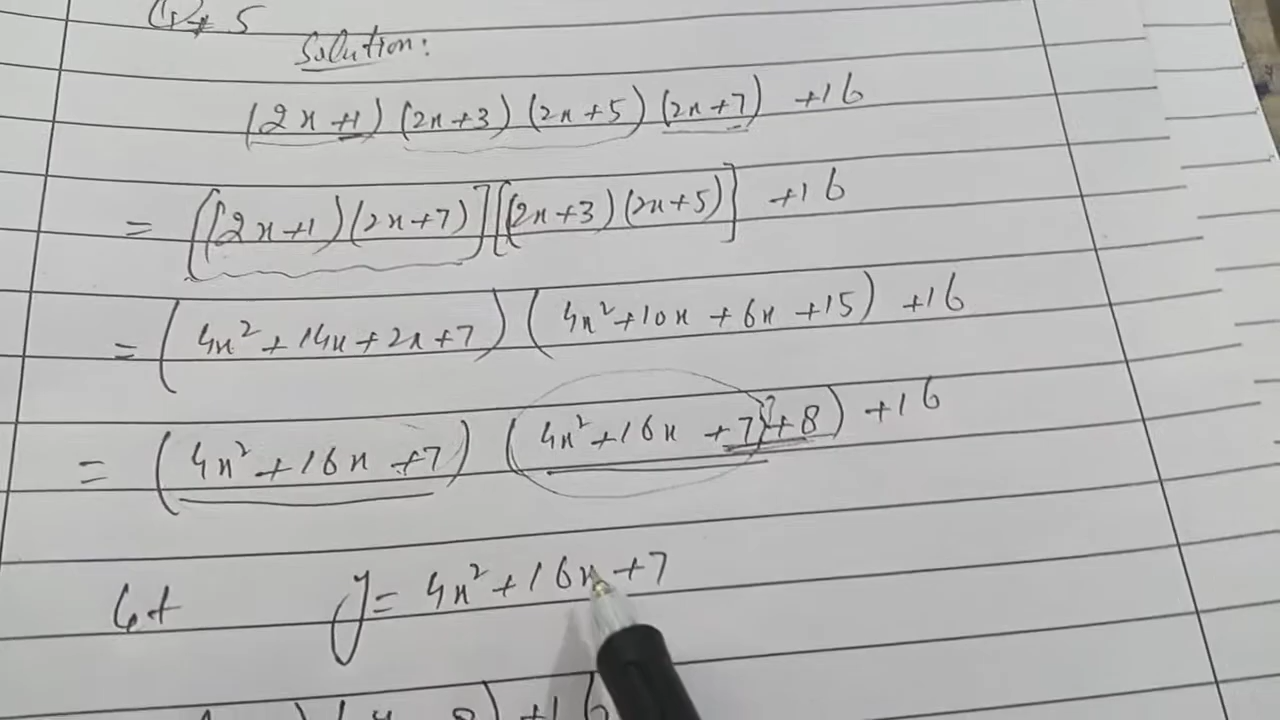 Solution:
(2x+1)(2x+3)(2x+5)(2x+7) +16
= [(2x+1)(2x+7)][(2x+3)(2x+5)] +16
= (4x²+14x+2x+7)(4x²+10x+6x+15) +16
= (4x²+16x+7)(4x²+16x+7+8) +16
Let y = 4x²+16x+7
8)+16